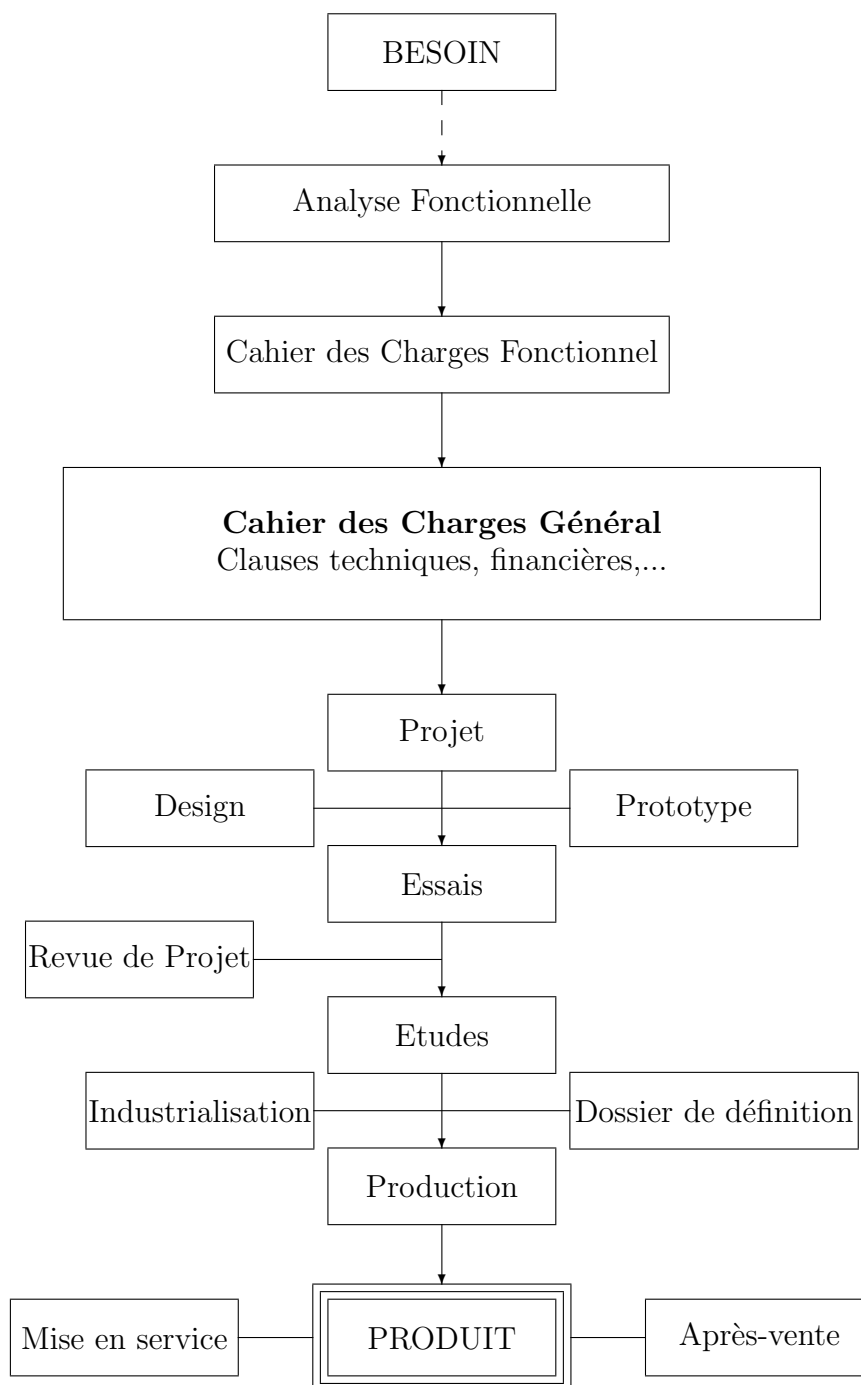 BESOIN
Analyse Fonctionnelle
Cahier des Charges Fonctionnel
Cahier des Charges Général
Clauses techniques, financières,...
Projet
Design
Prototype
Essais
Revue de Projet
Etudes
Industrialisation
Dossier de définition
Production
Mise en service
PRODUIT
Après-vente